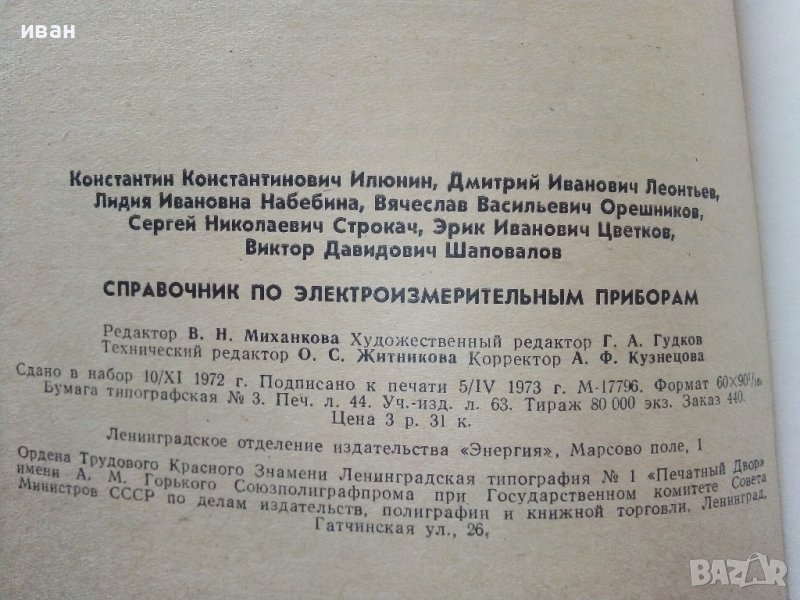 иван
Константин Константинович Илюнин, Дмитрий Иванович Леонтьев,
Лидия Ивановна Набебина, Вячеслав Васильевич Орешников,
Сергей Николаевич Строкач, Эрик Иванович Цветков,
Виктор Давидович Шаповалов
СПРАВОЧНИК ПО ЭЛЕКТРОИЗМЕРИТЕЛЬНЫМ ПРИБОРАМ
Редактор В. Н. Миханкова Художественный редактор Г. А. Гудков
Технический редактор О. С. Житникова Корректор А. Ф. Кузнецова
Сдано в набор 10/XI 1972 г. Подписано к печати 5/IV 1973 г. М-17796. Формат 60×90¹/₁₆.
Бумага типографская № 3. Печ. л. 44. Уч.-изд. л. 63. Тираж 80 000 экз. Заказ 440.
Цена 3 р. 31 к.
Ленинградское отделение издательства «Энергия», Марсово поле, 1
Ордена Трудового Красного Знамени Ленинградская типография № 1 «Печатный Двор»
имени А. М. Горького Союзполиграфпрома при Государственном комитете Совета
Министров СССР по делам издательств, полиграфии и книжной торговли. Ленинград,
Гатчинская ул., 26,
BAZAR